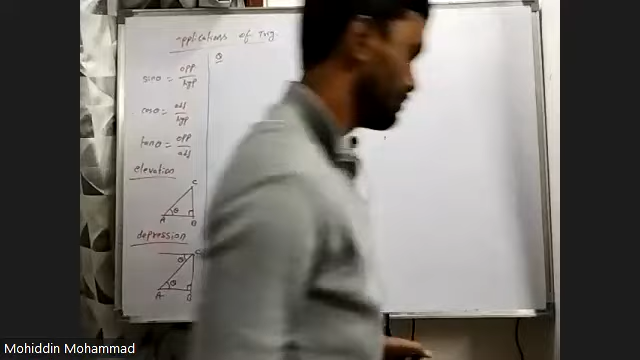 applications of Trig
Q
sinθ = opp/hyp
cosθ = adj/hyp
tanθ = opp/adj
elevation
C
A θ B
depression
θ C
A θ B
Mohiddin Mohammad